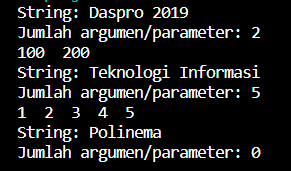 String: Daspro 2019
Jumlah argumen/parameter: 2
100  200
String: Teknologi Informasi
Jumlah argumen/parameter: 5
1  2  3  4  5
String: Polinema
Jumlah argumen/parameter: 0